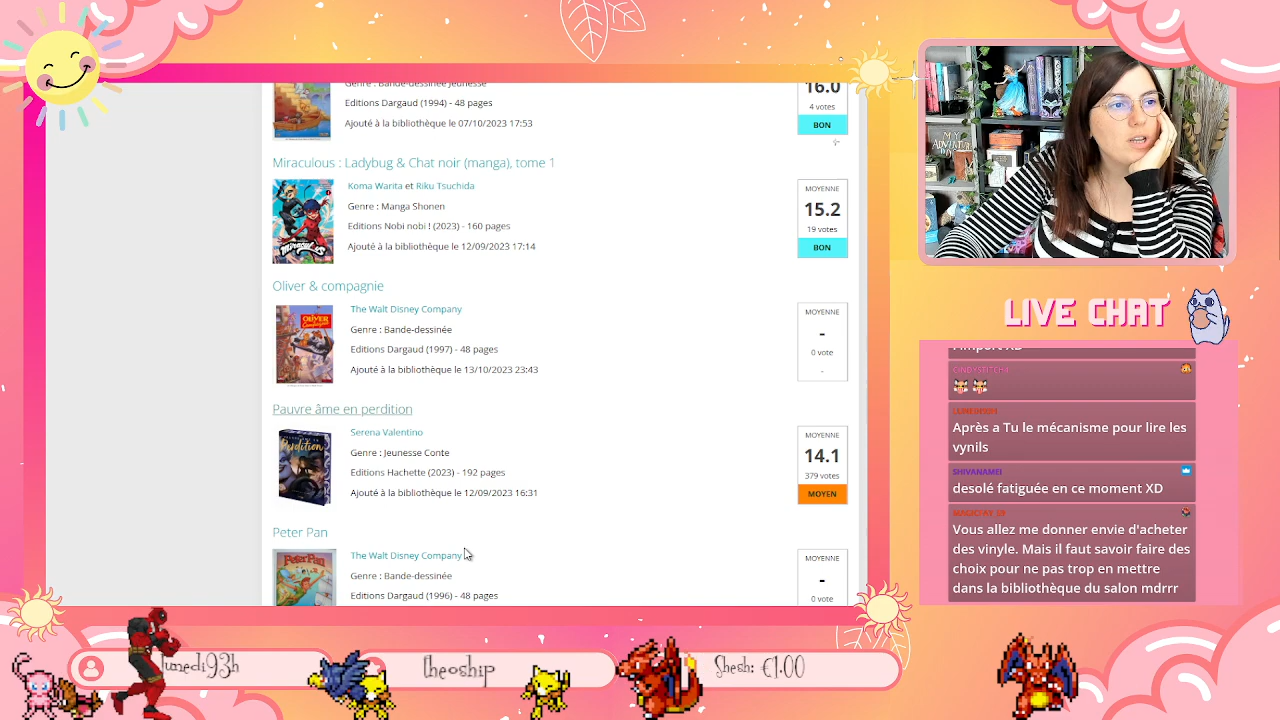 Genre : Bande-dessinée Jeunesse
Editions Dargaud (1994) - 48 pages
Ajouté à la bibliothèque le 07/10/2023 17:53
16.0
4 votes
BON
Miraculous : Ladybug & Chat noir (manga), tome 1
Koma Warita et Riku Tsuchida
Genre : Manga Shonen
Editions Nobi nobi ! (2023) - 160 pages
Ajouté à la bibliothèque le 12/09/2023 17:14
MOYENNE
15.2
19 votes
BON
Oliver & compagnie
The Walt Disney Company
Genre : Bande-dessinée
Editions Dargaud (1997) - 48 pages
Ajouté à la bibliothèque le 13/10/2023 23:43
MOYENNE
-
0 vote
-
Pauvre âme en perdition
Serena Valentino
Genre : Jeunesse Conte
Editions Hachette (2023) - 192 pages
Ajouté à la bibliothèque le 12/09/2023 16:31
MOYENNE
14.1
379 votes
MOYEN
Peter Pan
The Walt Disney Company
Genre : Bande-dessinée
Editions Dargaud (1996) - 48 pages
MOYENNE
-
0 vote
MY
LIVE CHAT
CINDYSTITCH4
Après a Tu le mécanisme pour lire les
vynils
SHIVANAMEI
desolé fatiguée en ce moment XD
Vous allez me donner envie d'acheter
des vinyle. Mais il faut savoir faire des
choix pour ne pas trop en mettre
dans la bibliothèque du salon mdrrr
lunedi93h
theoship
Shesh: €1.00